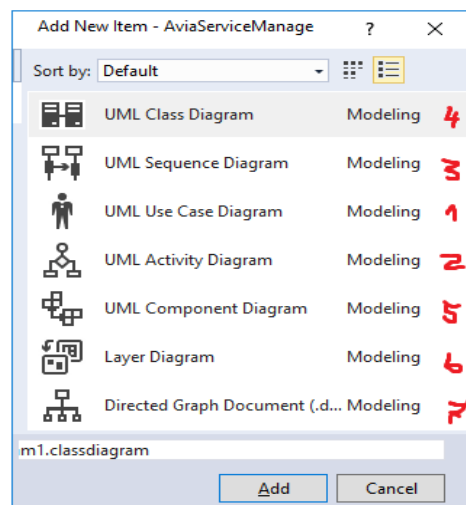 Add New Item - AviaServiceManage ? ×
Sort by: Default
UML Class Diagram Modeling 4
UML Sequence Diagram Modeling 3
UML Use Case Diagram Modeling 1
UML Activity Diagram Modeling 2
UML Component Diagram Modeling 5
Layer Diagram Modeling 6
Directed Graph Document (.d... Modeling 7
m1.classdiagram
Add Cancel